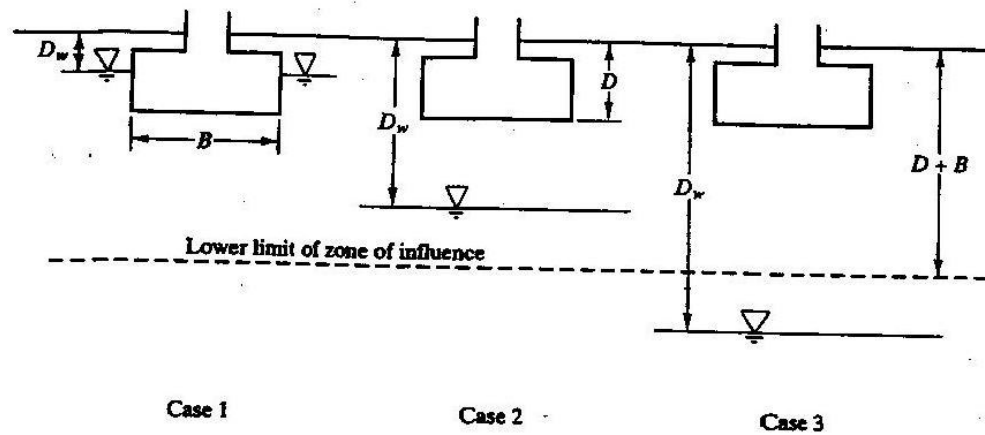 D_w
B
D_w
D
D_w
D + B
Lower limit of zone of influence
Case 1
Case 2
Case 3